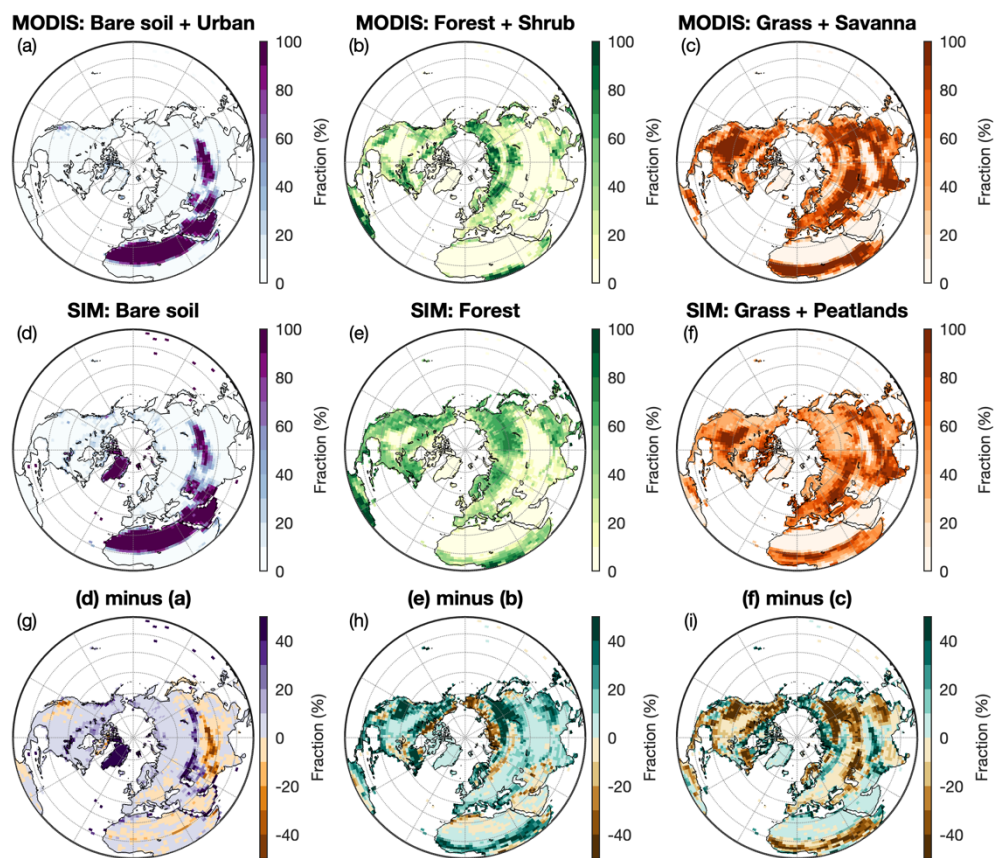 MODIS: Bare soil + Urban
MODIS: Forest + Shrub
MODIS: Grass + Savanna
(a)
100
80
60
40
20
0
Fraction (%)
(b)
100
80
60
40
20
0
Fraction (%)
(c)
100
80
60
40
20
0
Fraction (%)
SIM: Bare soil
SIM: Forest
SIM: Grass + Peatlands
(d)
100
80
60
40
20
0
Fraction (%)
(e)
100
80
60
40
20
0
Fraction (%)
(f)
100
80
60
40
20
0
Fraction (%)
(d) minus (a)
(e) minus (b)
(f) minus (c)
(g)
40
20
0
-20
-40
Fraction (%)
(h)
40
20
0
-20
-40
Fraction (%)
(i)
40
20
0
-20
-40
Fraction (%)